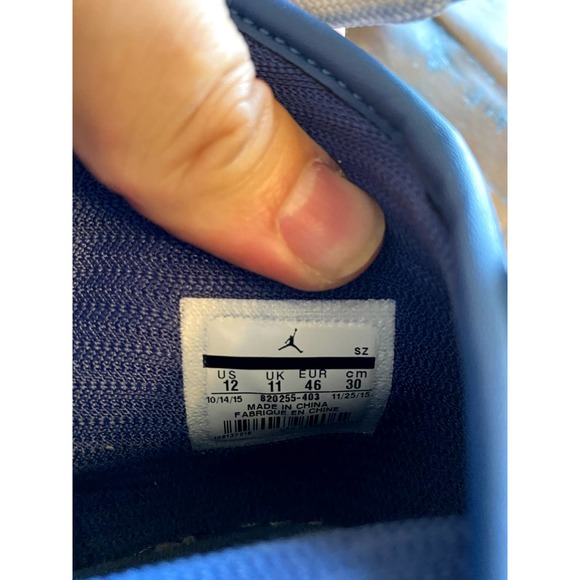 SZ
US UK EUR cm
12 11 46 30
10/14/15 820255-403 11/25/15
MADE IN CHINA
FABRIQUE EN CHINE